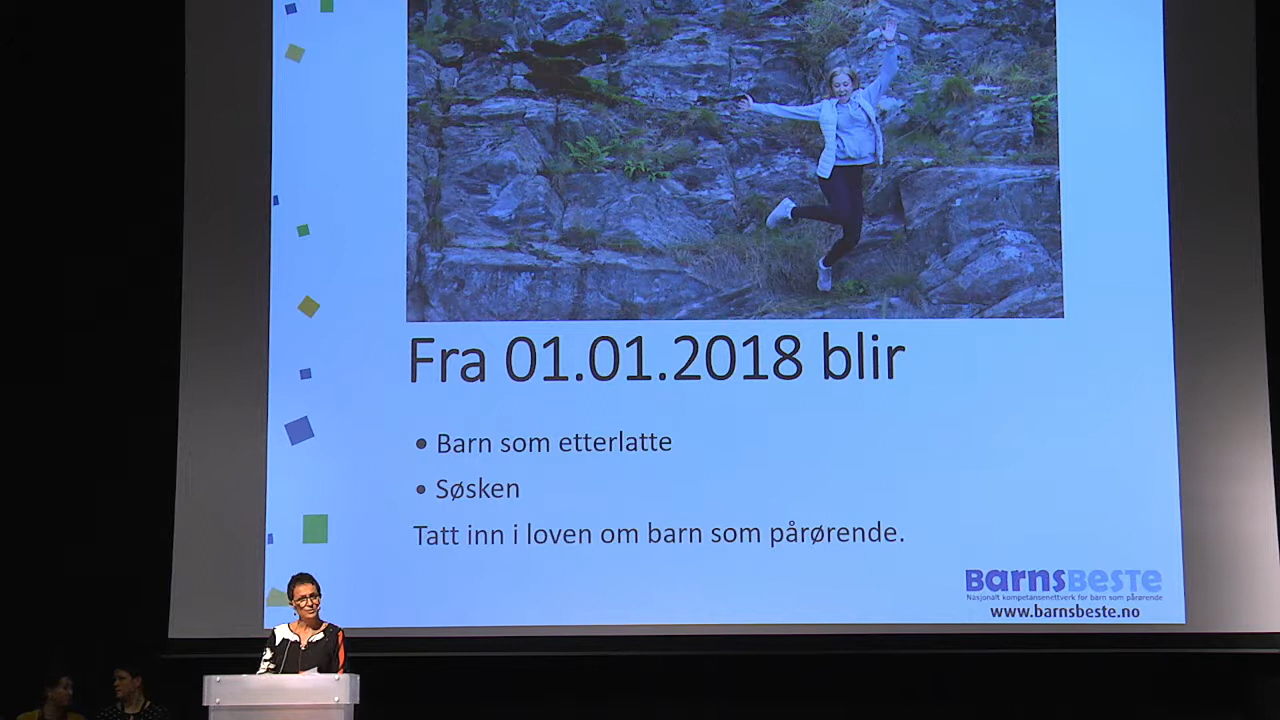 Fra 01.01.2018 blir
• Barn som etterlatte
• Søsken
Tatt inn i loven om barn som pårørende.
BarnsBeste
Nasjonalt kompetansenettverk for barn som pårørende
www.barnsbeste.no